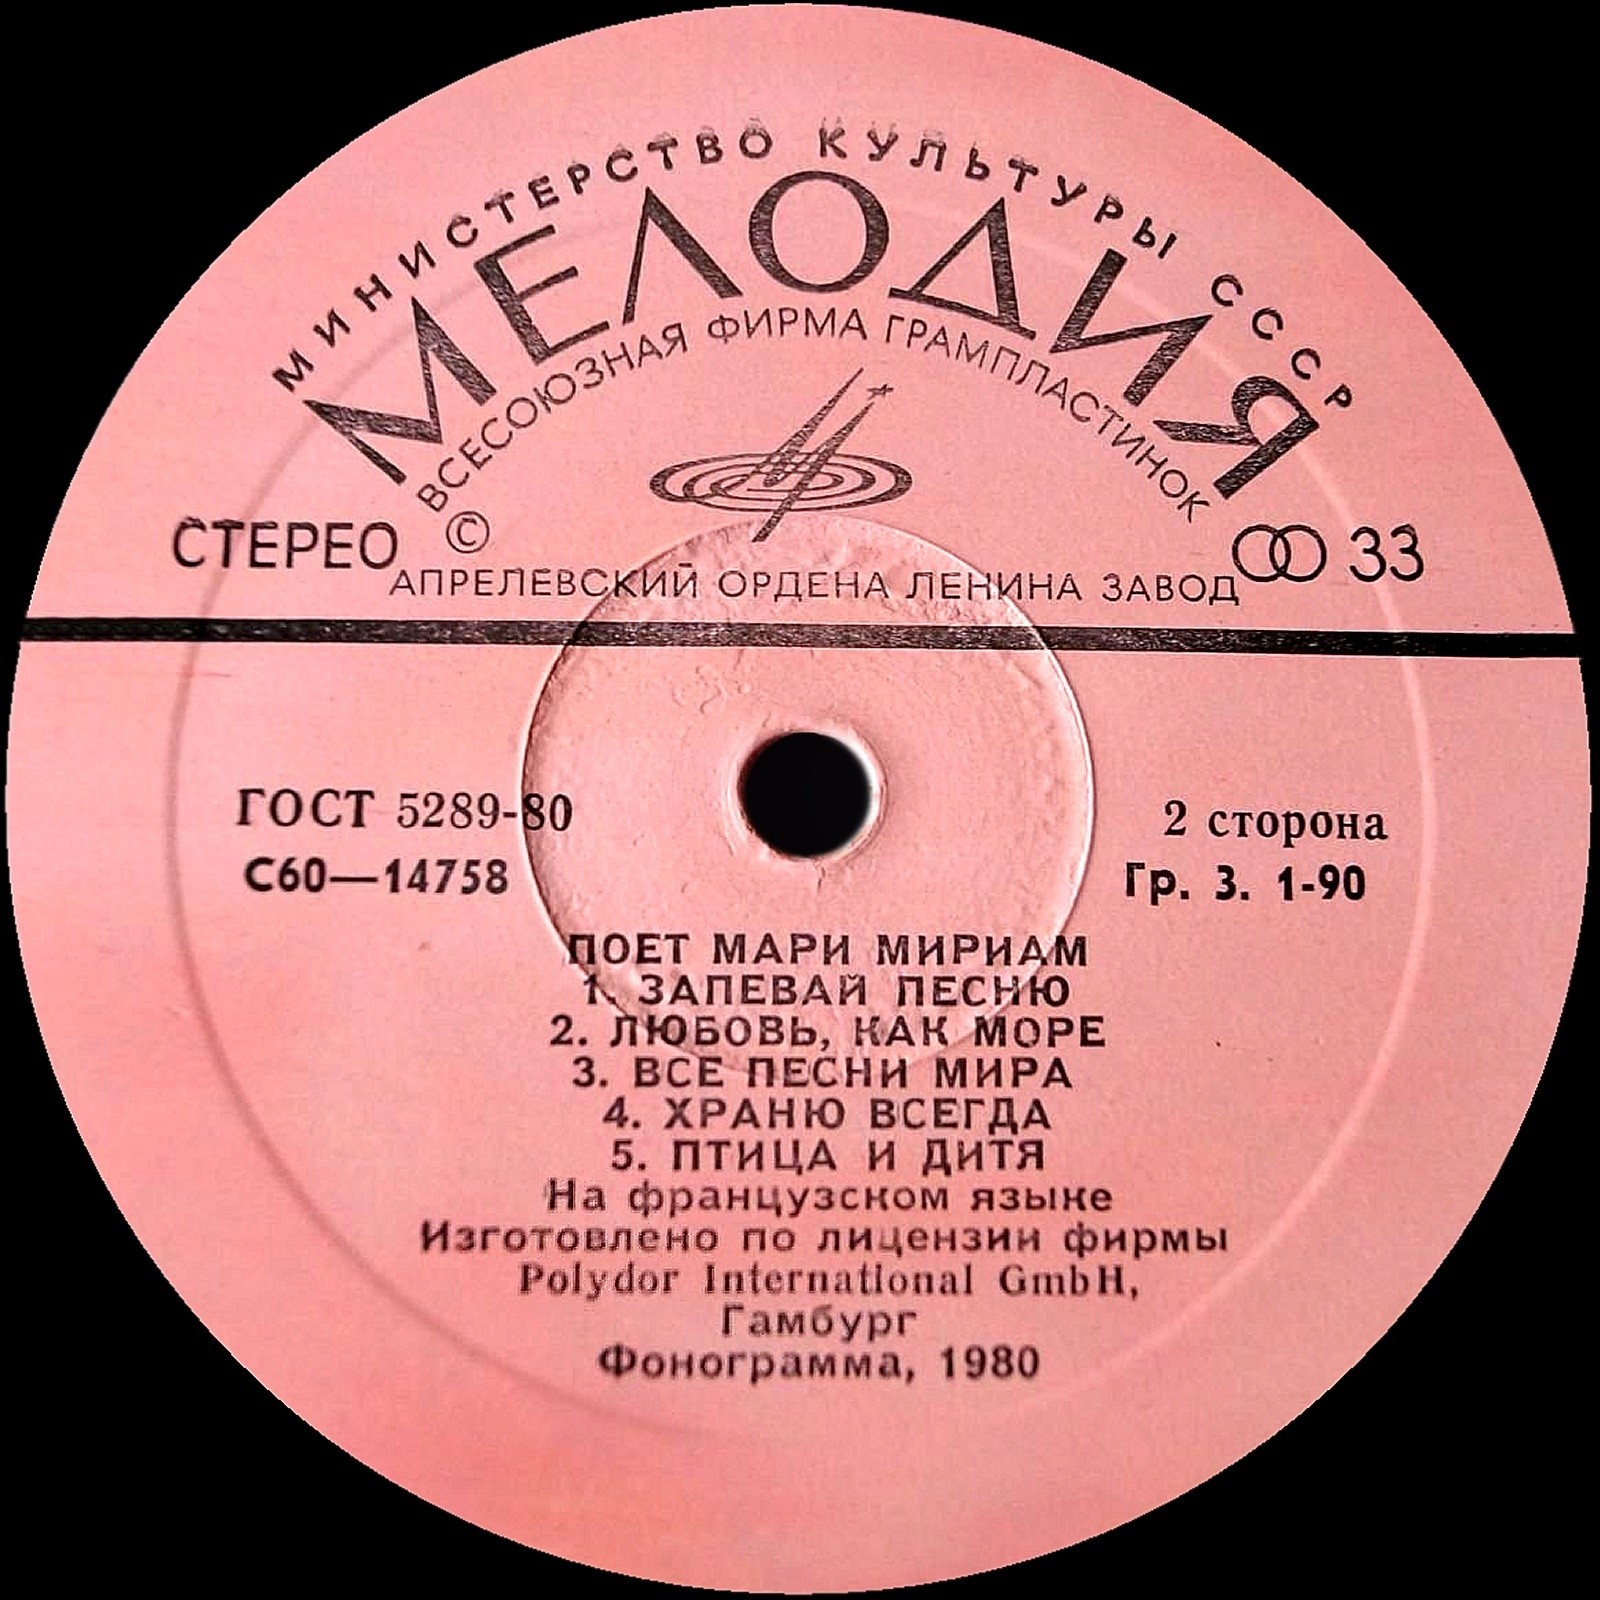 МИНИСТЕРСТВО КУЛЬТУРЫ СССР
МЕЛОДИЯ
ВСЕСОЮЗНАЯ ФИРМА ГРАМПЛАСТИНОК
СТЕРЕО © 33
АПРЕЛЕВСКИЙ ОРДЕНА ЛЕНИНА ЗАВОД
ГОСТ 5289-80
С60—14758
2 сторона
Гр. 3. 1-90
ПОЕТ МАРИ МИРИАМ
1. ЗАПЕВАЙ ПЕСНЮ
2. ЛЮБОВЬ, КАК МОРЕ
3. ВСЕ ПЕСНИ МИРА
4. ХРАНЮ ВСЕГДА
5. ПТИЦА И ДИТЯ
На французском языке
Изготовлено по лицензии фирмы
Polydor International GmbH,
Гамбург
Фонограмма, 1980